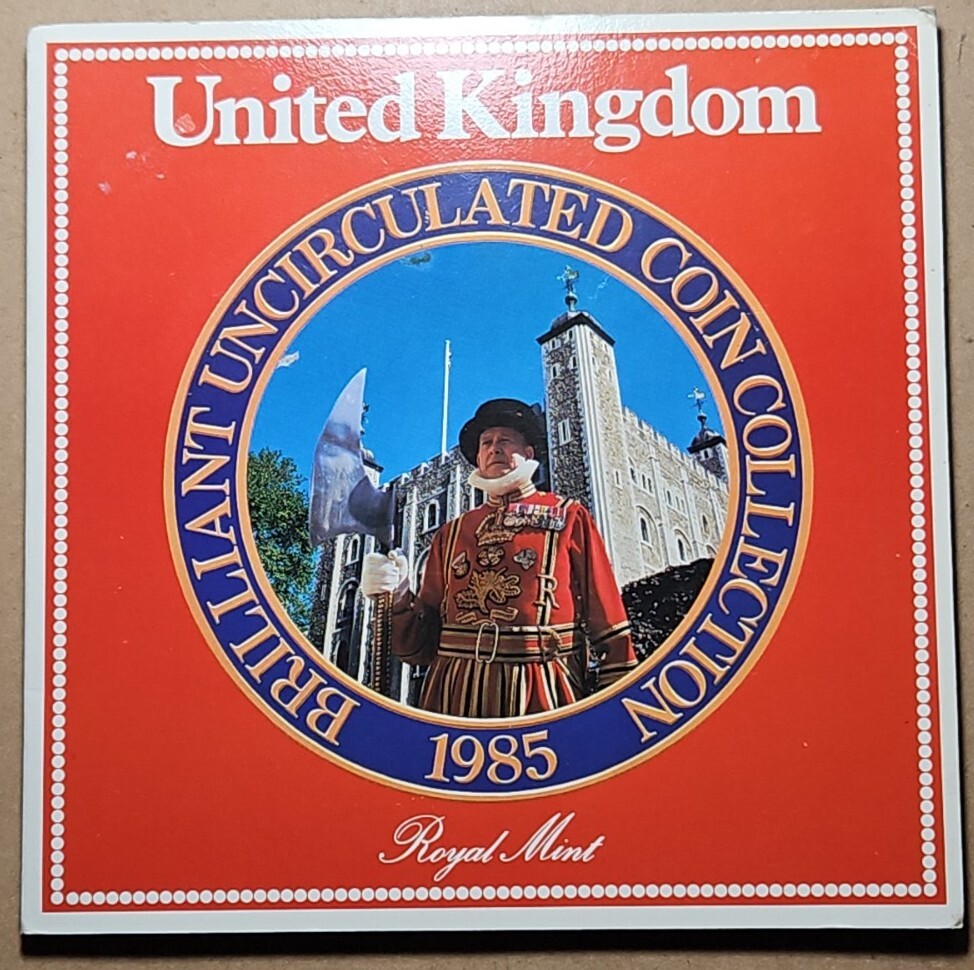 United Kingdom
BRILLIANT UNCIRCULATED COIN COLLECTION
1985
Royal Mint